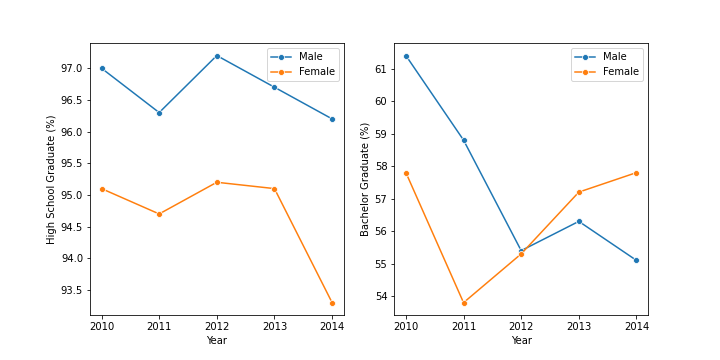 High School Graduate (%)
97.0
96.5
96.0
95.5
95.0
94.5
94.0
93.5
Male
Female
2010 2011 2012 2013 2014
Year
Bachelor Graduate (%)
61
60
59
58
57
56
55
54
Male
Female
2010 2011 2012 2013 2014
Year